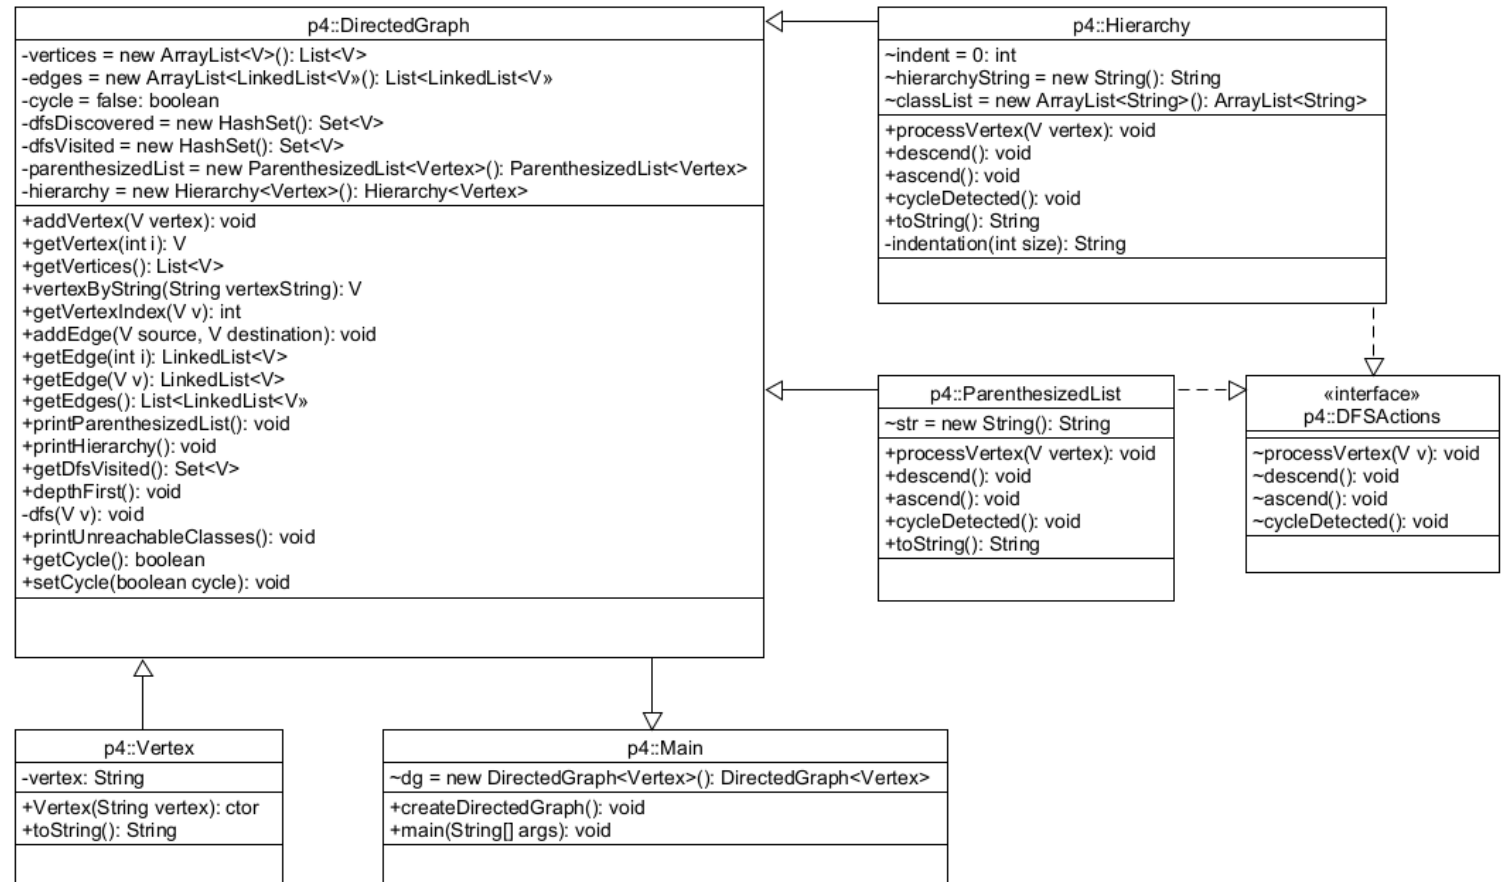 p4::DirectedGraph
-vertices = new ArrayList<V>(): List<V>
-edges = new ArrayList<LinkedList<V»(): List<LinkedList<V»
-cycle = false: boolean
-dfsDiscovered = new HashSet(): Set<V>
-dfsVisited = new HashSet(): Set<V>
-parenthesizedList = new ParenthesizedList<Vertex>(): ParenthesizedList<Vertex>
-hierarchy = new Hierarchy<Vertex>(): Hierarchy<Vertex>
+addVertex(V vertex): void
+getVertex(int i): V
+getVertices(): List<V>
+vertexByString(String vertexString): V
+getVertexIndex(V v): int
+addEdge(V source, V destination): void
+getEdge(int i): LinkedList<V>
+getEdge(V v): LinkedList<V>
+getEdges(): List<LinkedList<V»
+printParenthesizedList(): void
+printHierarchy(): void
+getDfsVisited(): Set<V>
+depthFirst(): void
-dfs(V v): void
+printUnreachableClasses(): void
+getCycle(): boolean
+setCycle(boolean cycle): void
p4::Hierarchy
~indent = 0: int
~hierarchyString = new String(): String
~classList = new ArrayList<String>(): ArrayList<String>
+processVertex(V vertex): void
+descend(): void
+ascend(): void
+cycleDetected(): void
+toString(): String
-indentation(int size): String
p4::ParenthesizedList
~str = new String(): String
+processVertex(V vertex): void
+descend(): void
+ascend(): void
+cycleDetected(): void
+toString(): String
«interface»
p4::DFSActions
~processVertex(V v): void
~descend(): void
~ascend(): void
~cycleDetected(): void
p4::Vertex
-vertex: String
+Vertex(String vertex): ctor
+toString(): String
p4::Main
~dg = new DirectedGraph<Vertex>(): DirectedGraph<Vertex>
+createDirectedGraph(): void
+main(String[] args): void